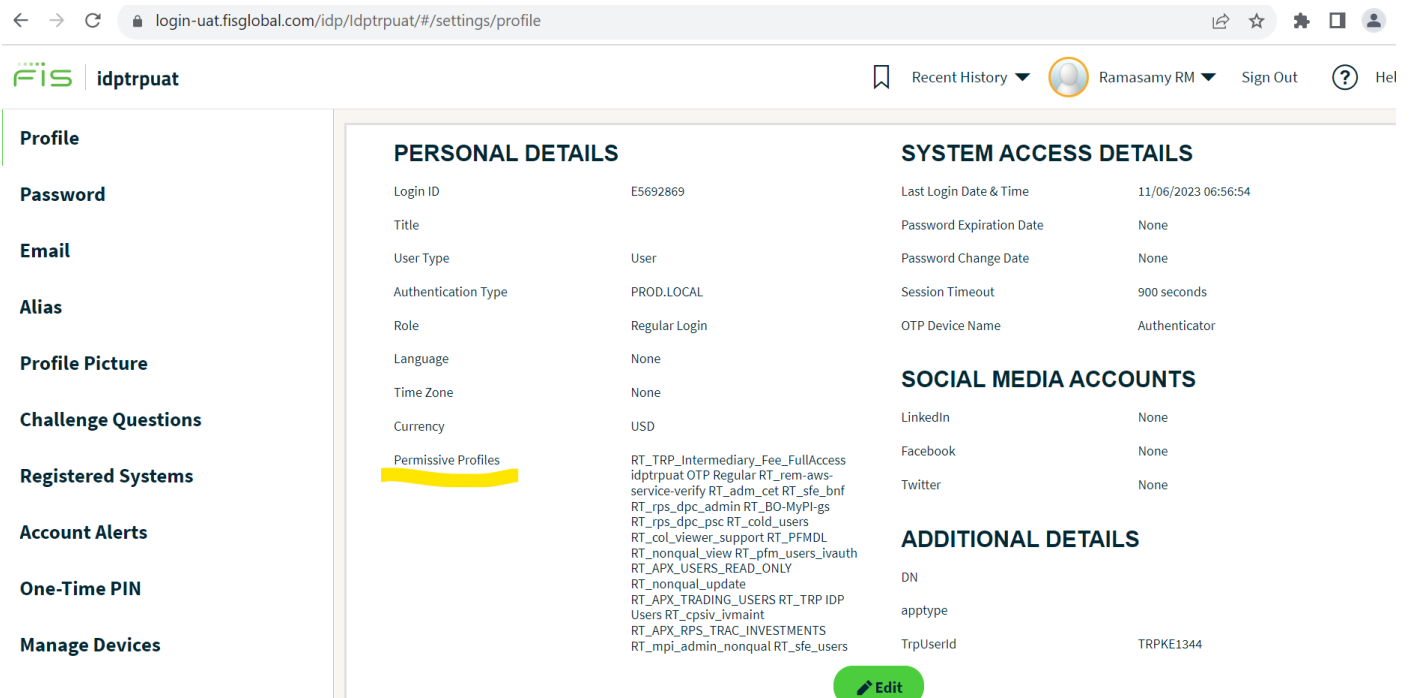 login-uat.fisglobal.com/idp/Idptrpuat/#/settings/profile
FIS
idptrpuat
Recent History
Ramasamy RM
Sign Out
?
Hel
Profile
Password
Email
Alias
Profile Picture
Challenge Questions
Registered Systems
Account Alerts
One-Time PIN
Manage Devices
PERSONAL DETAILS
Login ID E5692869
Title
User Type User
Authentication Type PROD.LOCAL
Role Regular Login
Language None
Time Zone None
Currency USD
Permissive Profiles RT_TRP_Intermediary_Fee_FullAccess
idptrpuat OTP Regular RT_rem-aws-
service-verify RT_adm_cet RT_sfe_bnf
RT_rps_dpc_admin RT_BO-MyPI-gs
RT_rps_dpc_psc RT_cold_users
RT_col_viewer_support RT_PFMDL
RT_nonqual_view RT_pfm_users_ivauth
RT_APX_USERS_READ_ONLY
RT_nonqual_update
RT_APX_TRADING_USERS RT_TRP IDP
Users RT_cpsiv_ivmaint
RT_APX_RPS_TRAC_INVESTMENTS
RT_mpi_admin_nonqual RT_sfe_users
SYSTEM ACCESS DETAILS
Last Login Date & Time 11/06/2023 06:56:54
Password Expiration Date None
Password Change Date None
Session Timeout 900 seconds
OTP Device Name Authenticator
SOCIAL MEDIA ACCOUNTS
LinkedIn None
Facebook None
Twitter None
ADDITIONAL DETAILS
DN
apptype
TrpUserId TRPKE1344
Edit